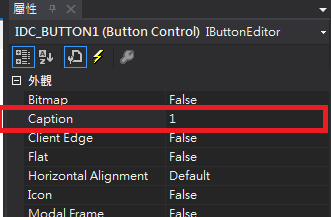 屬性
IDC_BUTTON1 (Button Control) IButtonEditor
外觀
Bitmap False
Caption 1
Client Edge False
Flat False
Horizontal Alignment Default
Icon False
Modal Frame False